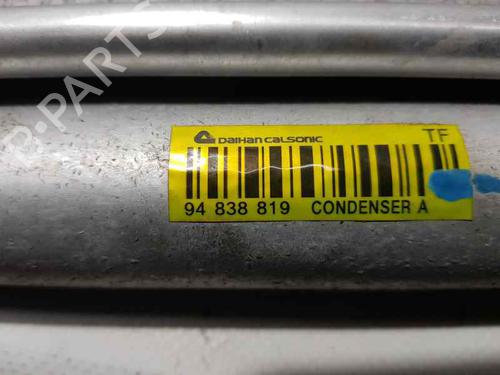 B-PARTS
DAIHAN CALSONIC
TF
94 838 819 CONDENSER A